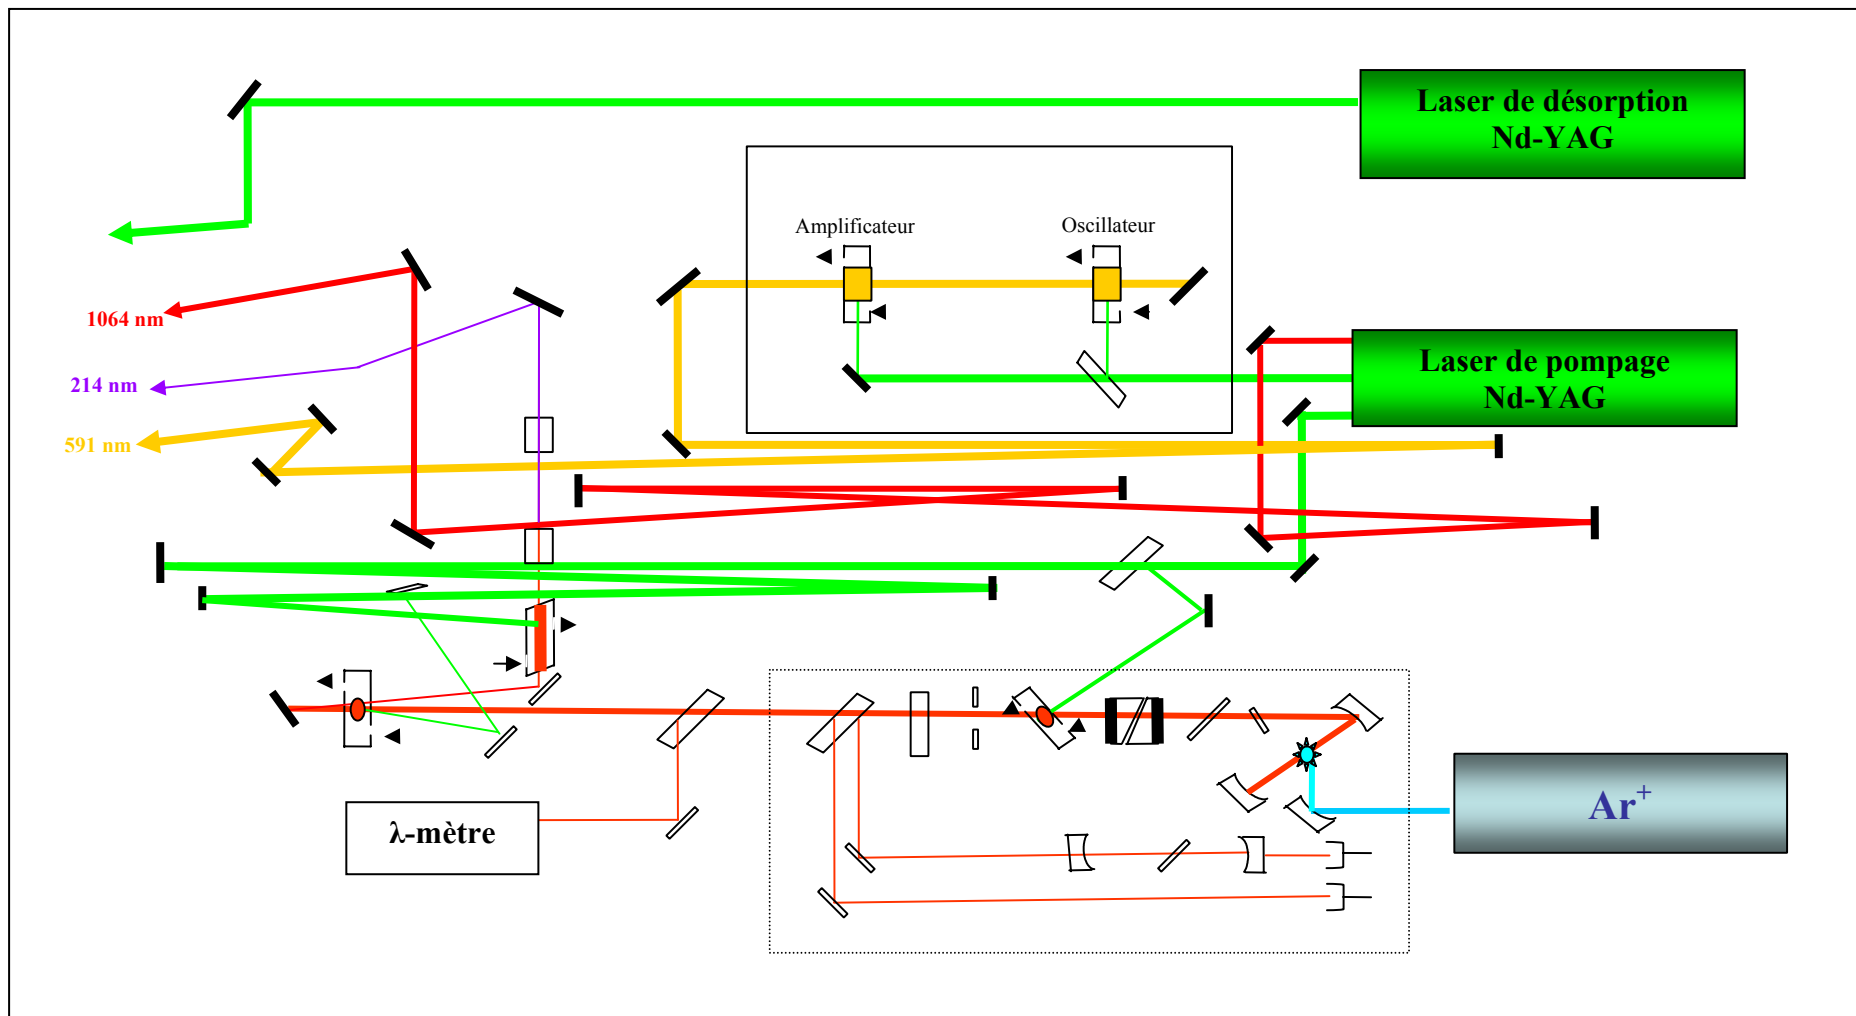 Laser de désorption
Nd-YAG
Amplificateur
Oscillateur
1064 nm
Laser de pompage
Nd-YAG
214 nm
591 nm
Ar+
λ-mètre